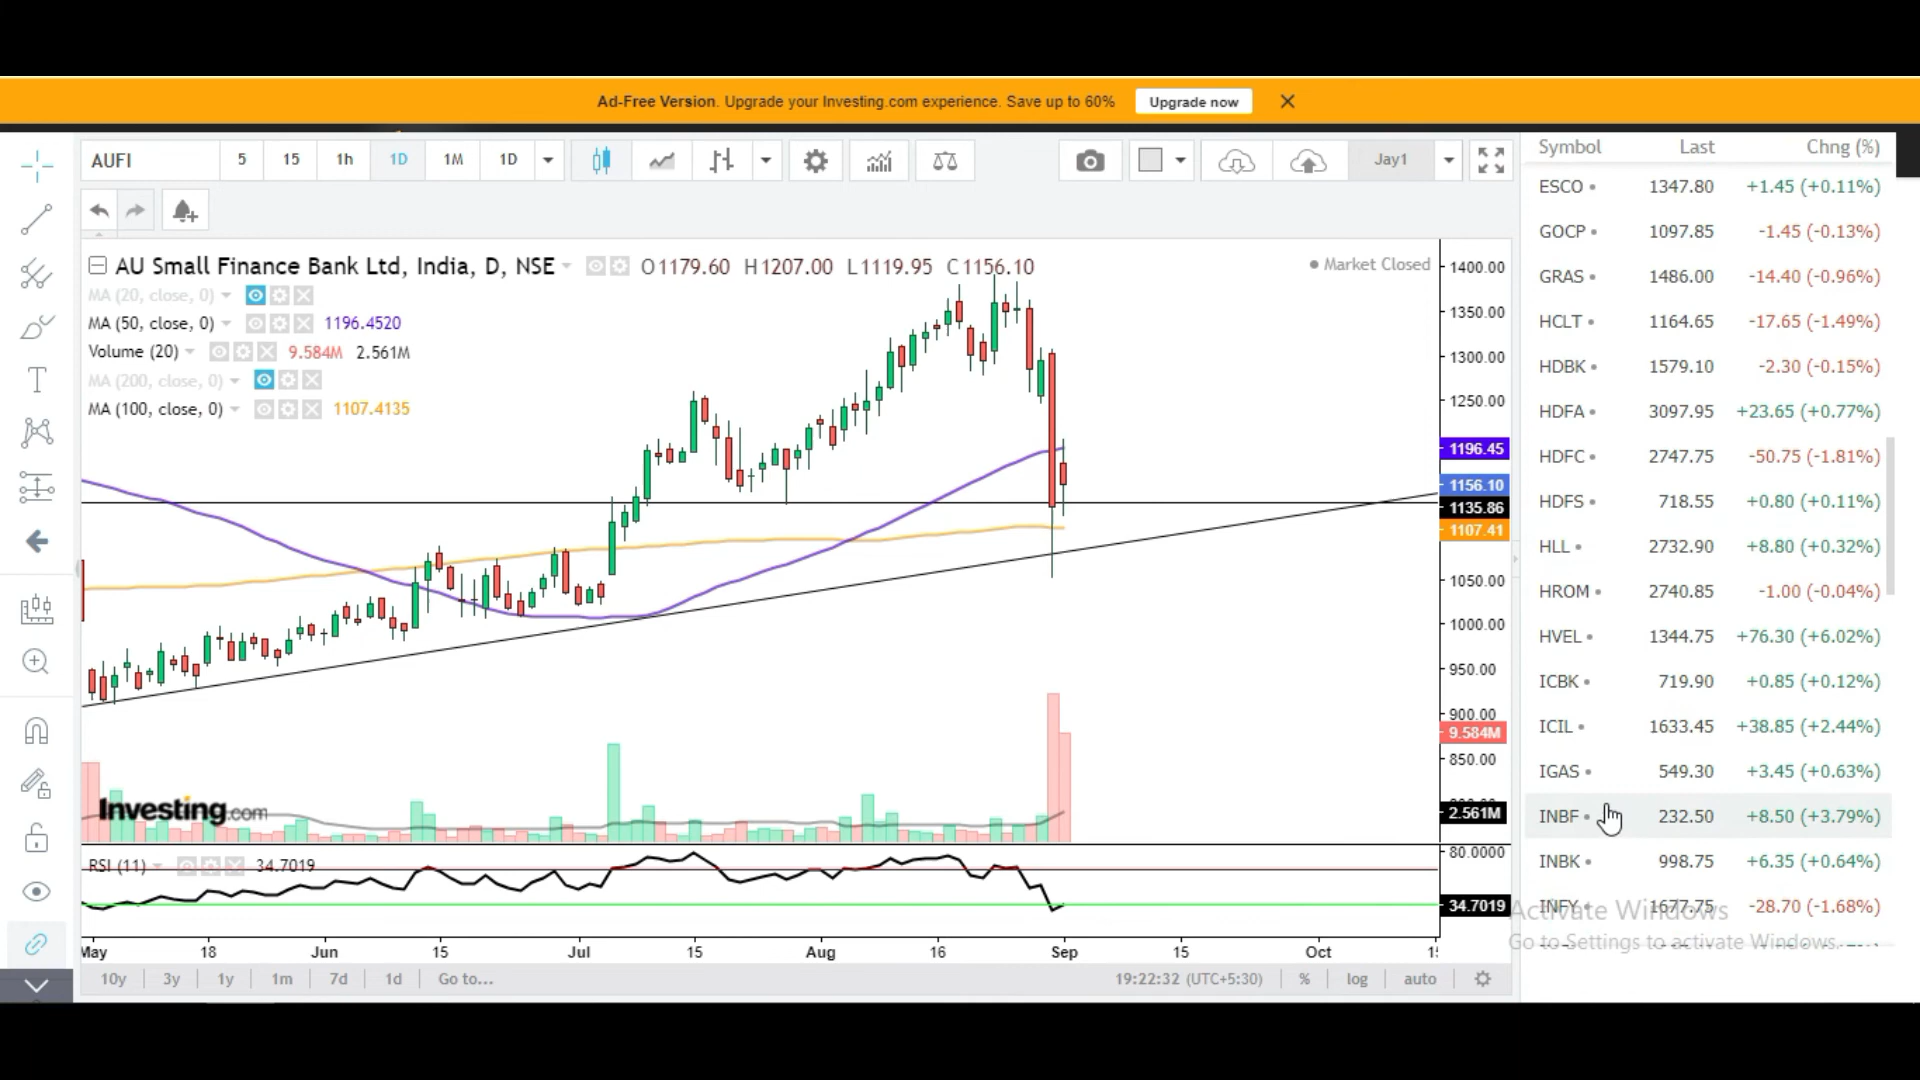 Ad-Free Version. Upgrade your Investing.com experience. Save up to 60% Upgrade now
AUFI 5 15 1h 1D 1M 1D Jay1
AU Small Finance Bank Ltd, India, D, NSE O1179.60 H1207.00 L1119.95 C1156.10 Market Closed
MA (20, close, 0)
MA (50, close, 0) 1196.4520
Volume (20) 9.584M 2.561M
MA (200, close, 0)
MA (100, close, 0) 1107.4135
1400.00
1350.00
1300.00
1250.00
1196.45
1156.10
1135.86
1107.41
1050.00
1000.00
950.00
900.00
9.584M
850.00
2.561M
Investing.com
80.0000
RSI (11) 34.7019
34.7019
May 18 Jun 15 Jul 15 Aug 16 Sep 15 Oct
10y 3y 1y 1m 7d 1d Go to... 19:22:32 (UTC+5:30) % log auto
Symbol Last Chng (%)
ESCO 1347.80 +1.45 (+0.11%)
GOCP 1097.85 -1.45 (-0.13%)
GRAS 1486.00 -14.40 (-0.96%)
HCLT 1164.65 -17.65 (-1.49%)
HDBK 1579.10 -2.30 (-0.15%)
HDFA 3097.95 +23.65 (+0.77%)
HDFC 2747.75 -50.75 (-1.81%)
HDFS 718.55 +0.80 (+0.11%)
HLL 2732.90 +8.80 (+0.32%)
HROM 2740.85 -1.00 (-0.04%)
HVEL 1344.75 +76.30 (+6.02%)
ICBK 719.90 +0.85 (+0.12%)
ICIL 1633.45 +38.85 (+2.44%)
IGAS 549.30 +3.45 (+0.63%)
INBF 232.50 +8.50 (+3.79%)
INBK 998.75 +6.35 (+0.64%)
INFY 1677.75 -28.70 (-1.68%)
Activate Windows
Go to Settings to activate Windows.